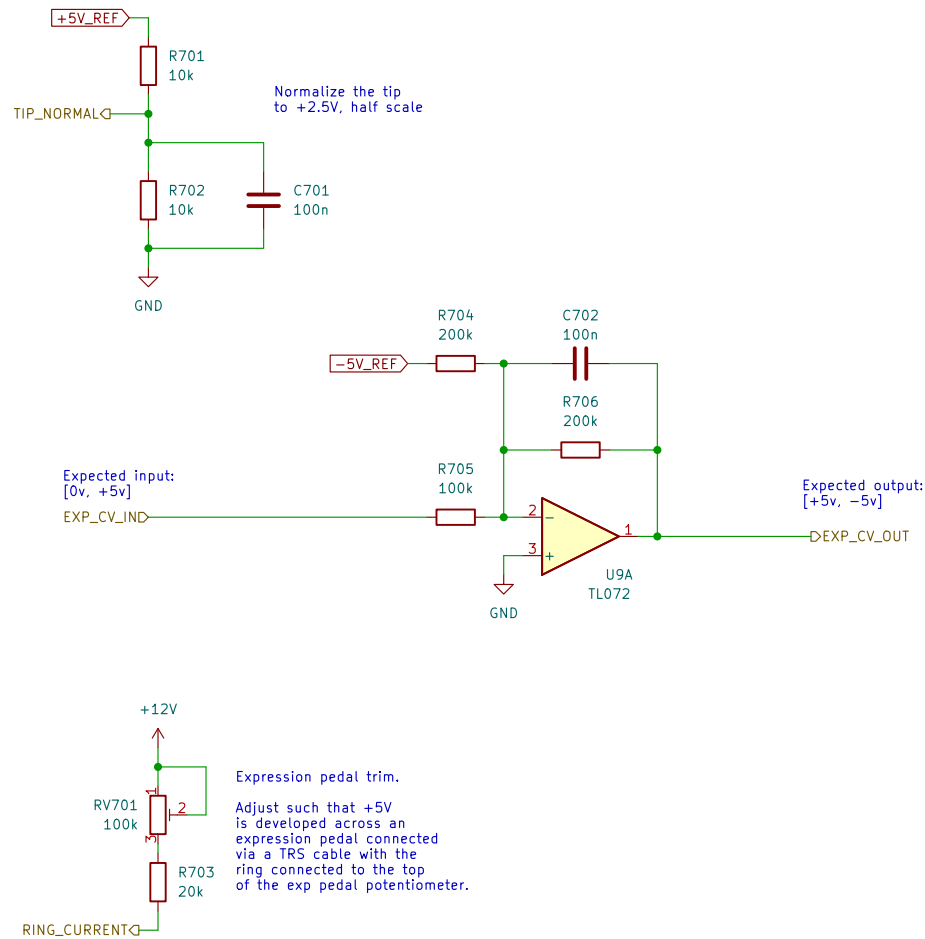 +5V_REF
R701
10k
Normalize the tip
to +2.5V, half scale
TIP_NORMAL
R702
10k
C701
100n
GND
R704
200k
C702
100n
-5V_REF
R706
200k
Expected input:
[0v, +5v]
R705
100k
Expected output:
[+5v, -5v]
EXP_CV_IN
2
-
1
EXP_CV_OUT
3
+
U9A
TL072
GND
+12V
Expression pedal trim.
1
RV701
100k
2
3
Adjust such that +5V
is developed across an
expression pedal connected
via a TRS cable with the
ring connected to the top
of the exp pedal potentiometer.
R703
20k
RING_CURRENT